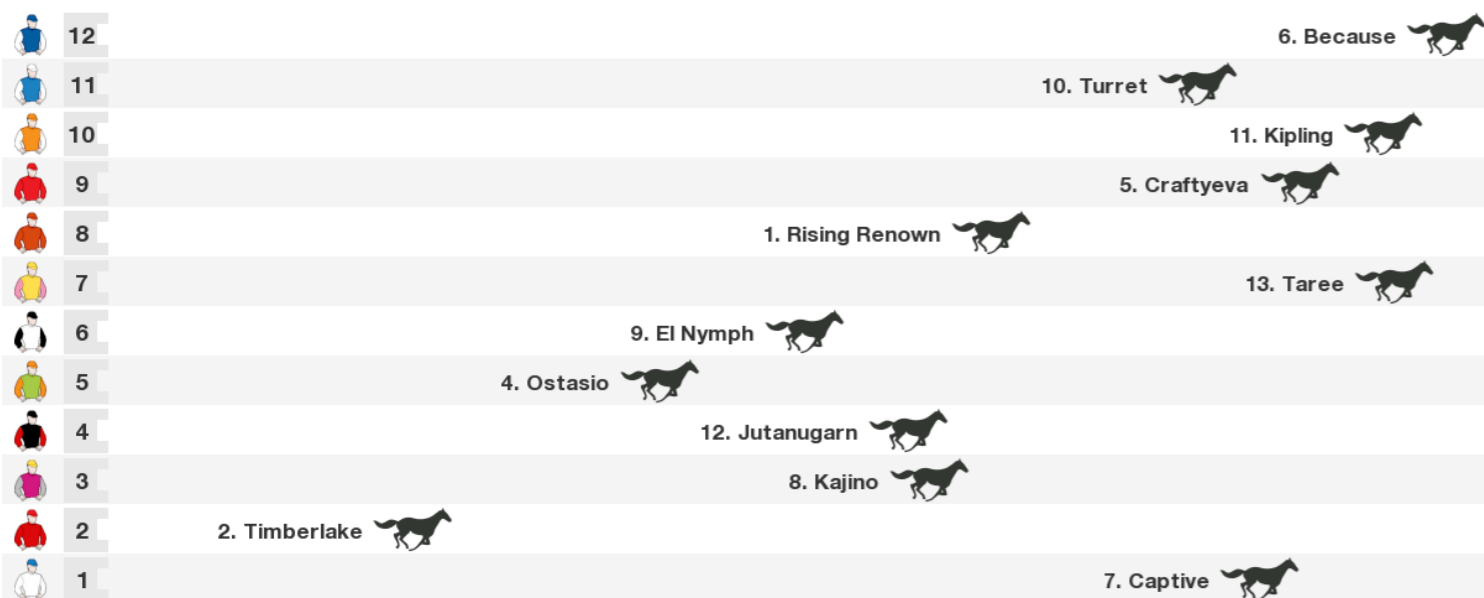 12 6. Because
11 10. Turret
10 11. Kipling
9 5. Craftyeva
8 1. Rising Renown
7 13. Taree
6 9. El Nymph
5 4. Ostasio
4 12. Jutanugarn
3 8. Kajino
2 2. Timberlake
1 7. Captive